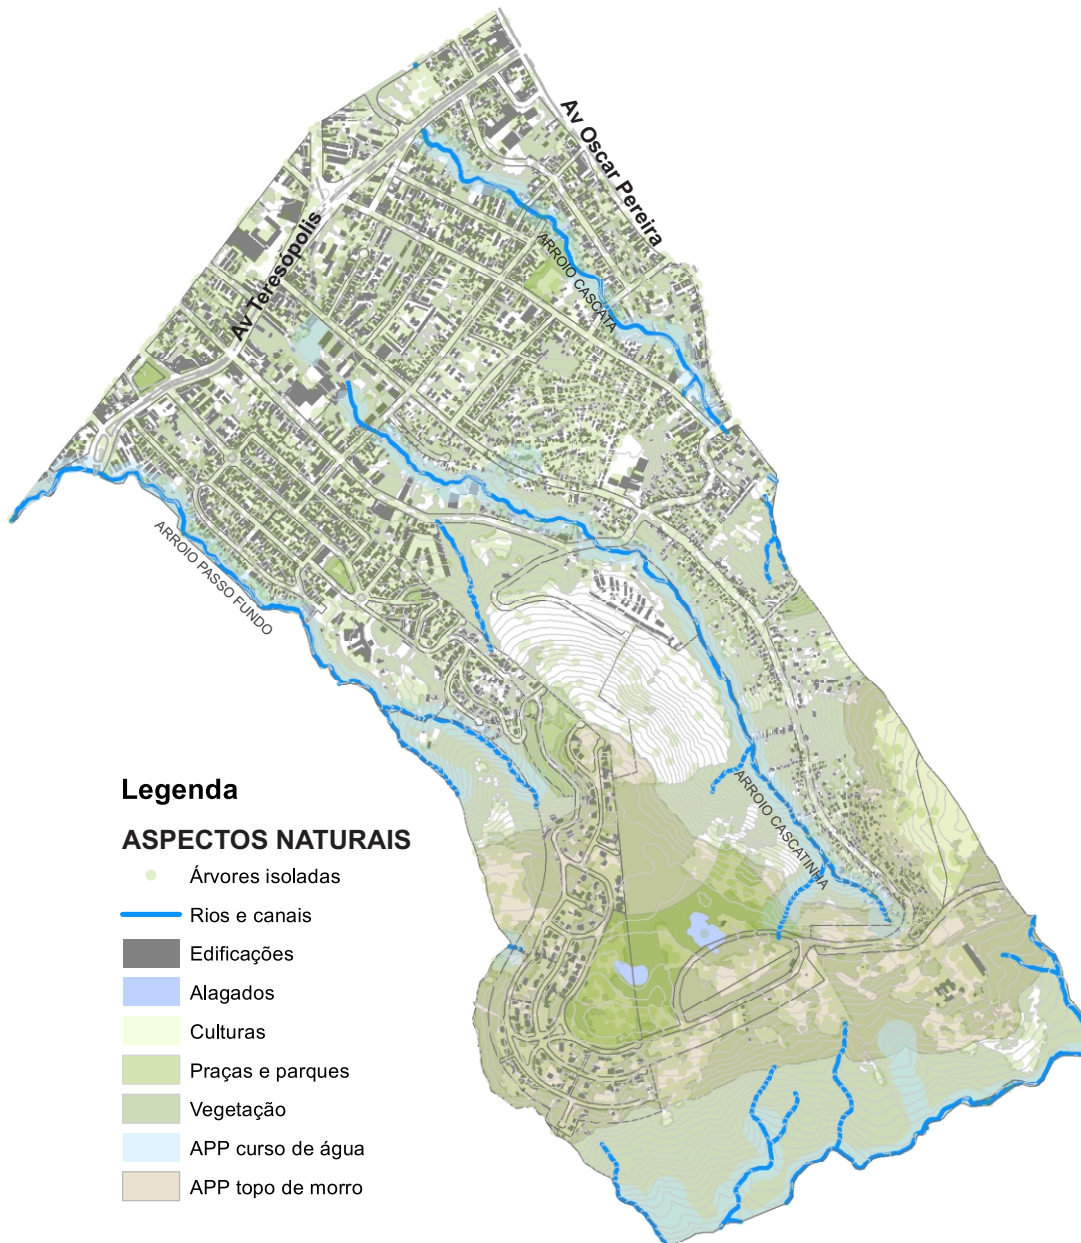 Av Oscar Pereira
Av Teresopolis
ARROIO CASCATA
ARROIO PASSO FUNDO
ARROIO CASCATINHA
Legenda
ASPECTOS NATURAIS
Árvores isoladas
Rios e canais
Edificações
Alagados
Culturas
Praças e parques
Vegetação
APP curso de água
APP topo de morro